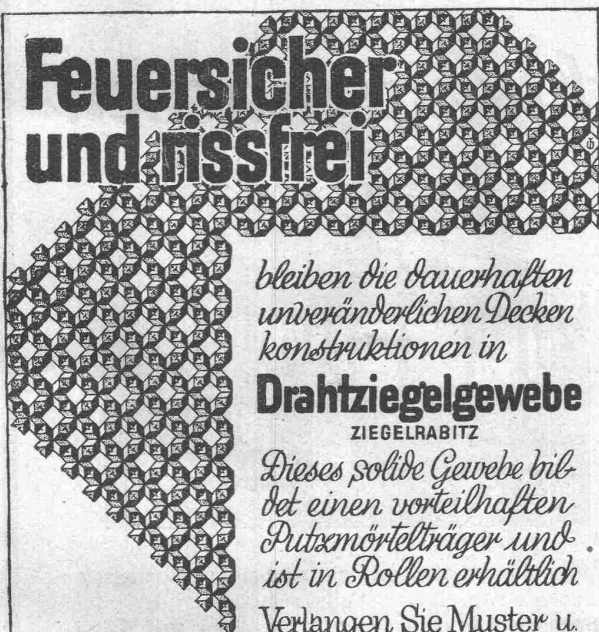 Feuersicher
und rissfrei
bleiben die dauerhaften
unveränderlichen Decken
konstruktionen in
Drahtziegelgewebe
ZIEGELRABITZ
Dieses solide Gewebe bil-
det einen vorteilhaften
Putzmörtelträger und
ist in Rollen erhältlich
Verlangen Sie Muster u.